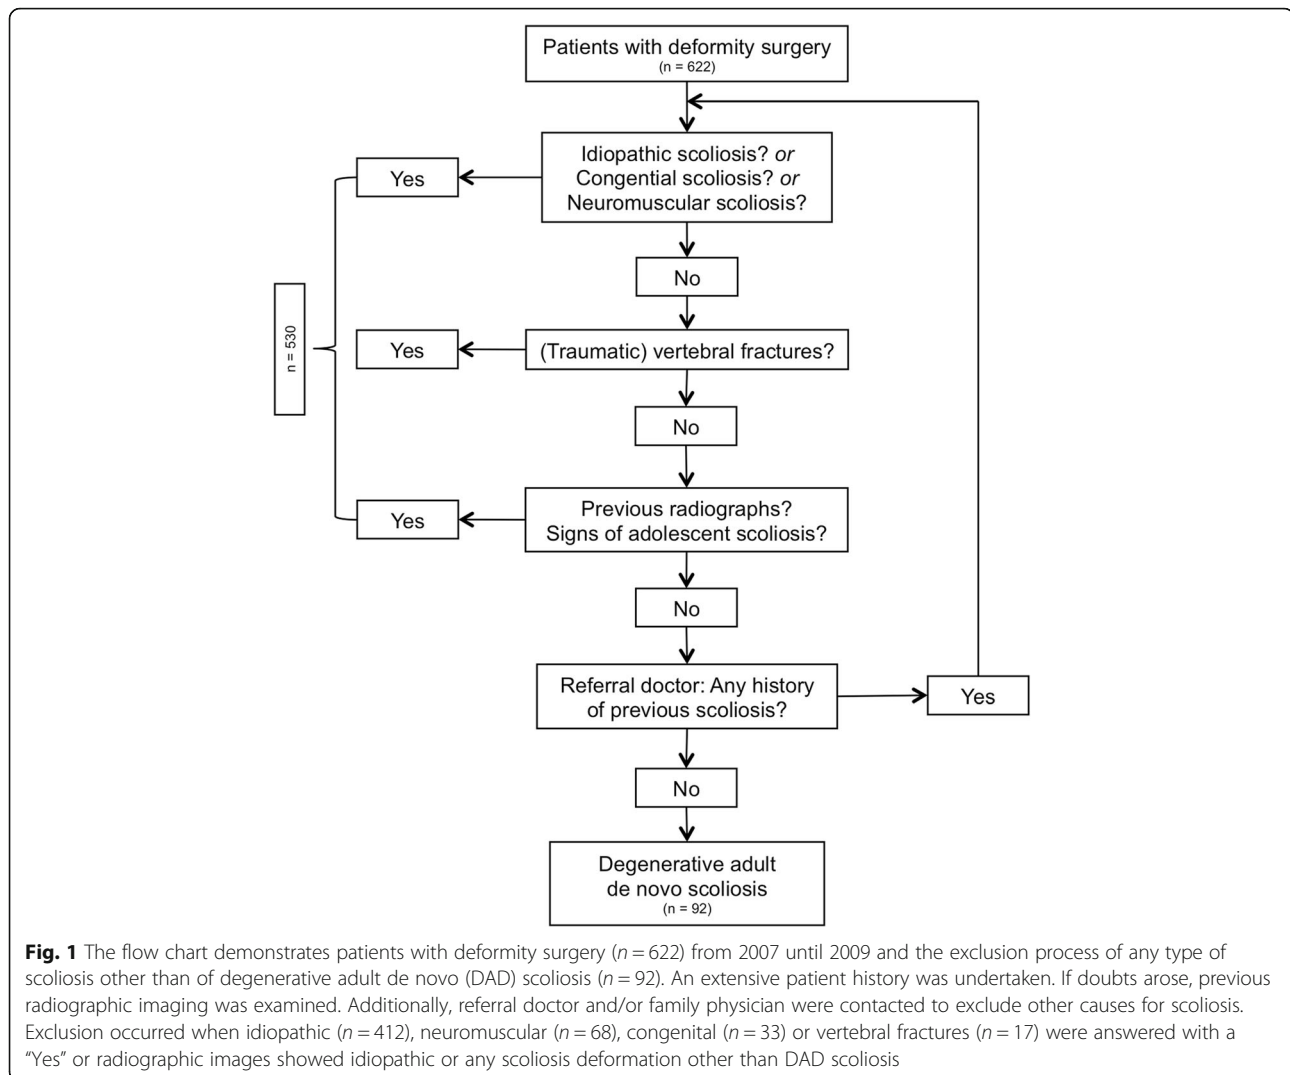 Patients with deformity surgery
(n = 622)
Idiopathic scoliosis? or
Congential scoliosis? or
Neuromuscular scoliosis?
Yes
No
n = 530
(Traumatic) vertebral fractures?
Yes
No
Previous radiographs?
Signs of adolescent scoliosis?
Yes
No
Referral doctor: Any history
of previous scoliosis?
Yes
No
Degenerative adult
de novo scoliosis
(n = 92)
Fig. 1 The flow chart demonstrates patients with deformity surgery (n = 622) from 2007 until 2009 and the exclusion process of any type of
scoliosis other than of degenerative adult de novo (DAD) scoliosis (n = 92). An extensive patient history was undertaken. If doubts arose, previous
radiographic imaging was examined. Additionally, referral doctor and/or family physician were contacted to exclude other causes for scoliosis.
Exclusion occurred when idiopathic (n = 412), neuromuscular (n = 68), congenital (n = 33) or vertebral fractures (n = 17) were answered with a
“Yes” or radiographic images showed idiopathic or any scoliosis deformation other than DAD scoliosis